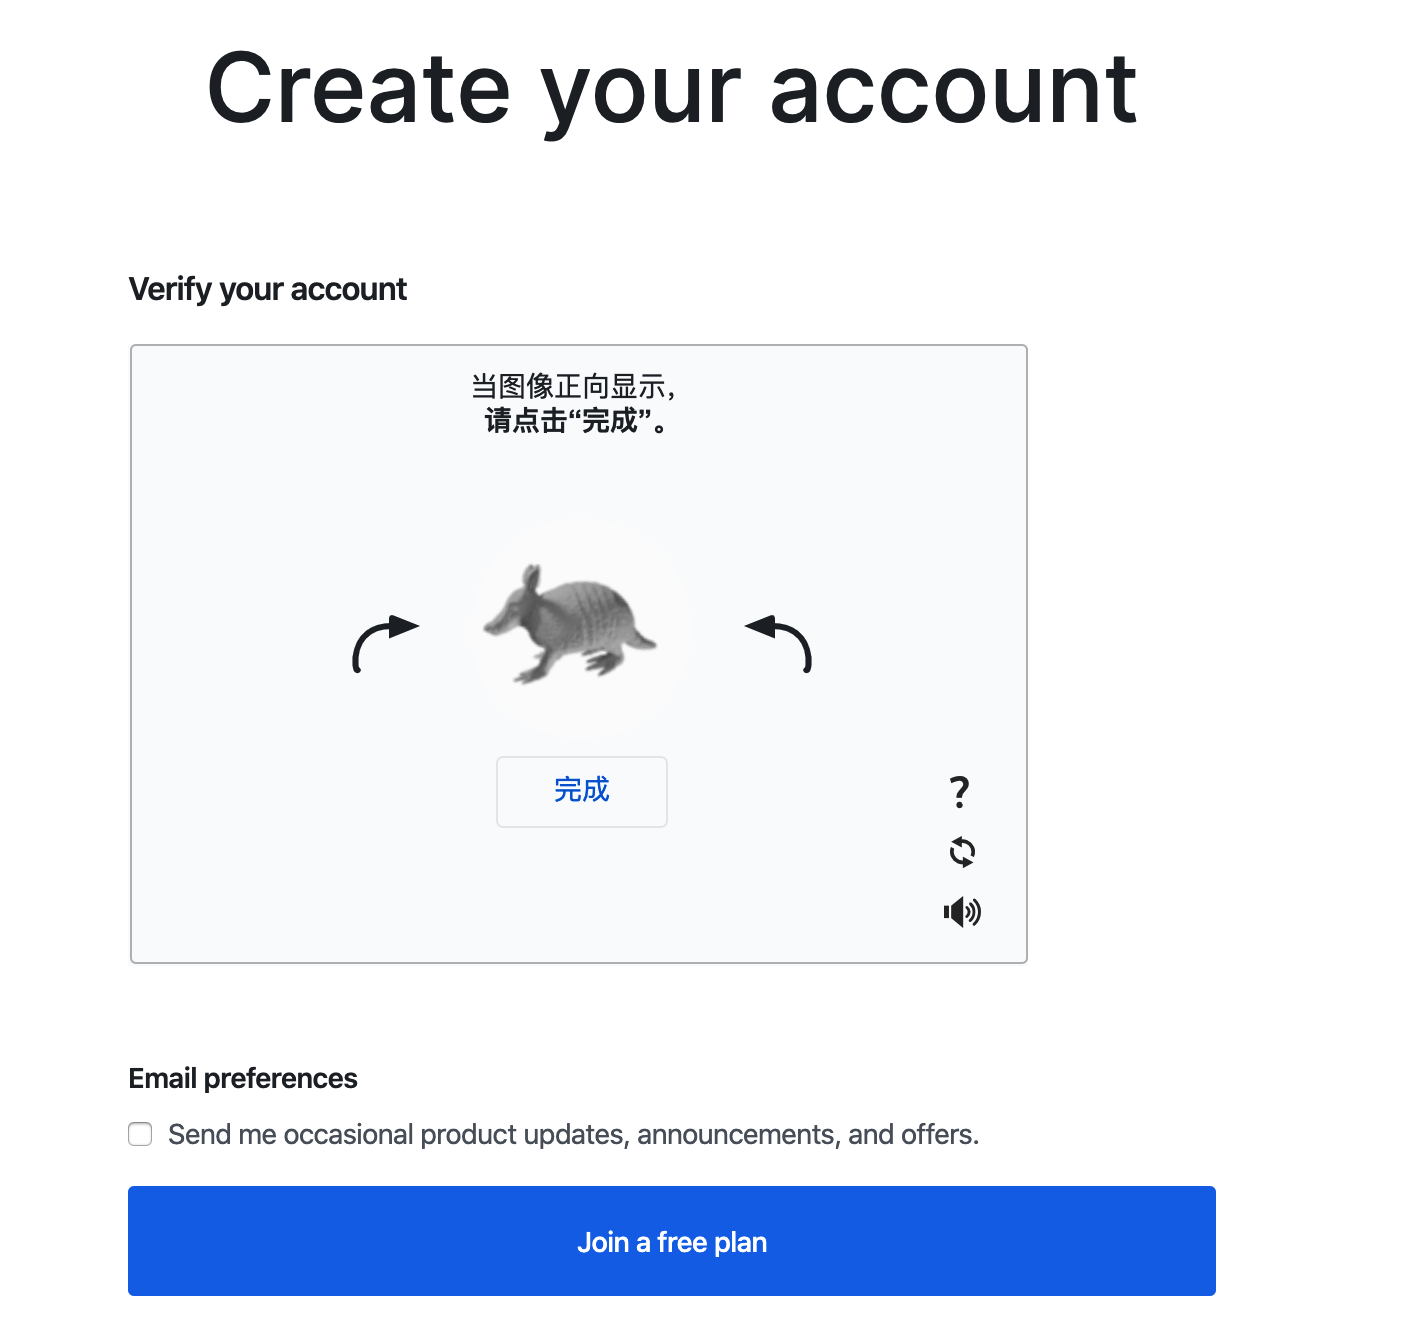 Create your account
Verify your account
当图像正向显示，
请点击“完成”。
完成
?
Email preferences
Send me occasional product updates, announcements, and offers.
Join a free plan